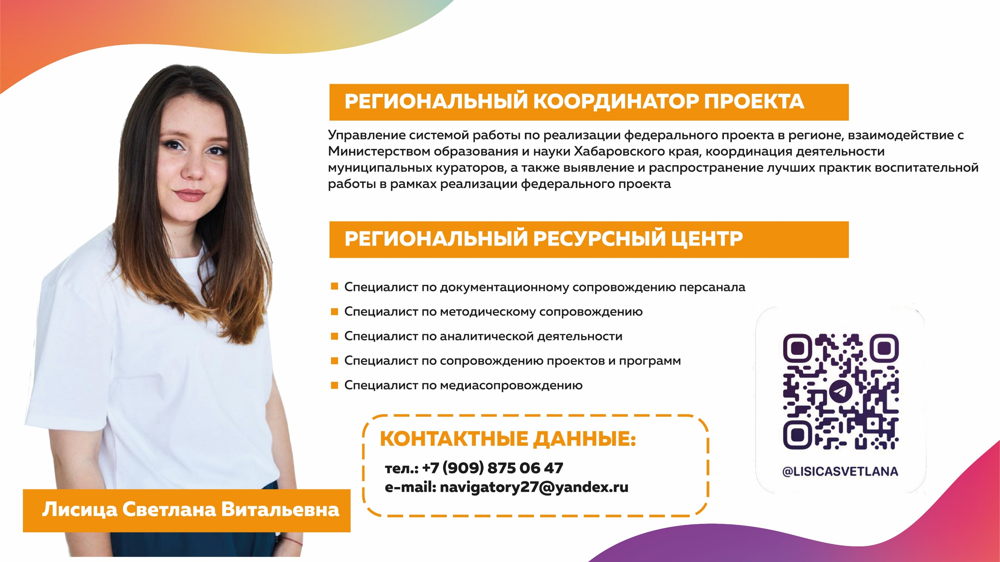 РЕГИОНАЛЬНЫЙ КООРДИНАТОР ПРОЕКТА
Управление системой работы по реализации федерального проекта в регионе, взаимодействие с
Министерством образования и науки Хабаровского края, координация деятельности
муниципальных кураторов, а также выявление и распространение лучших практик воспитательной
работы в рамках реализации федерального проекта
РЕГИОНАЛЬНЫЙ РЕСУРСНЫЙ ЦЕНТР
Специалист по документационному сопровождению персанала
Специалист по методическому сопровождению
Специалист по аналитической деятельности
Специалист по сопровождению проектов и программ
Специалист по медиасопровождению
КОНТАКТНЫЕ ДАННЫЕ:
тел.: +7 (909) 875 06 47
e-mail: navigatory27@yandex.ru
@LISICASVETLANA
Лисица Светлана Витальевна